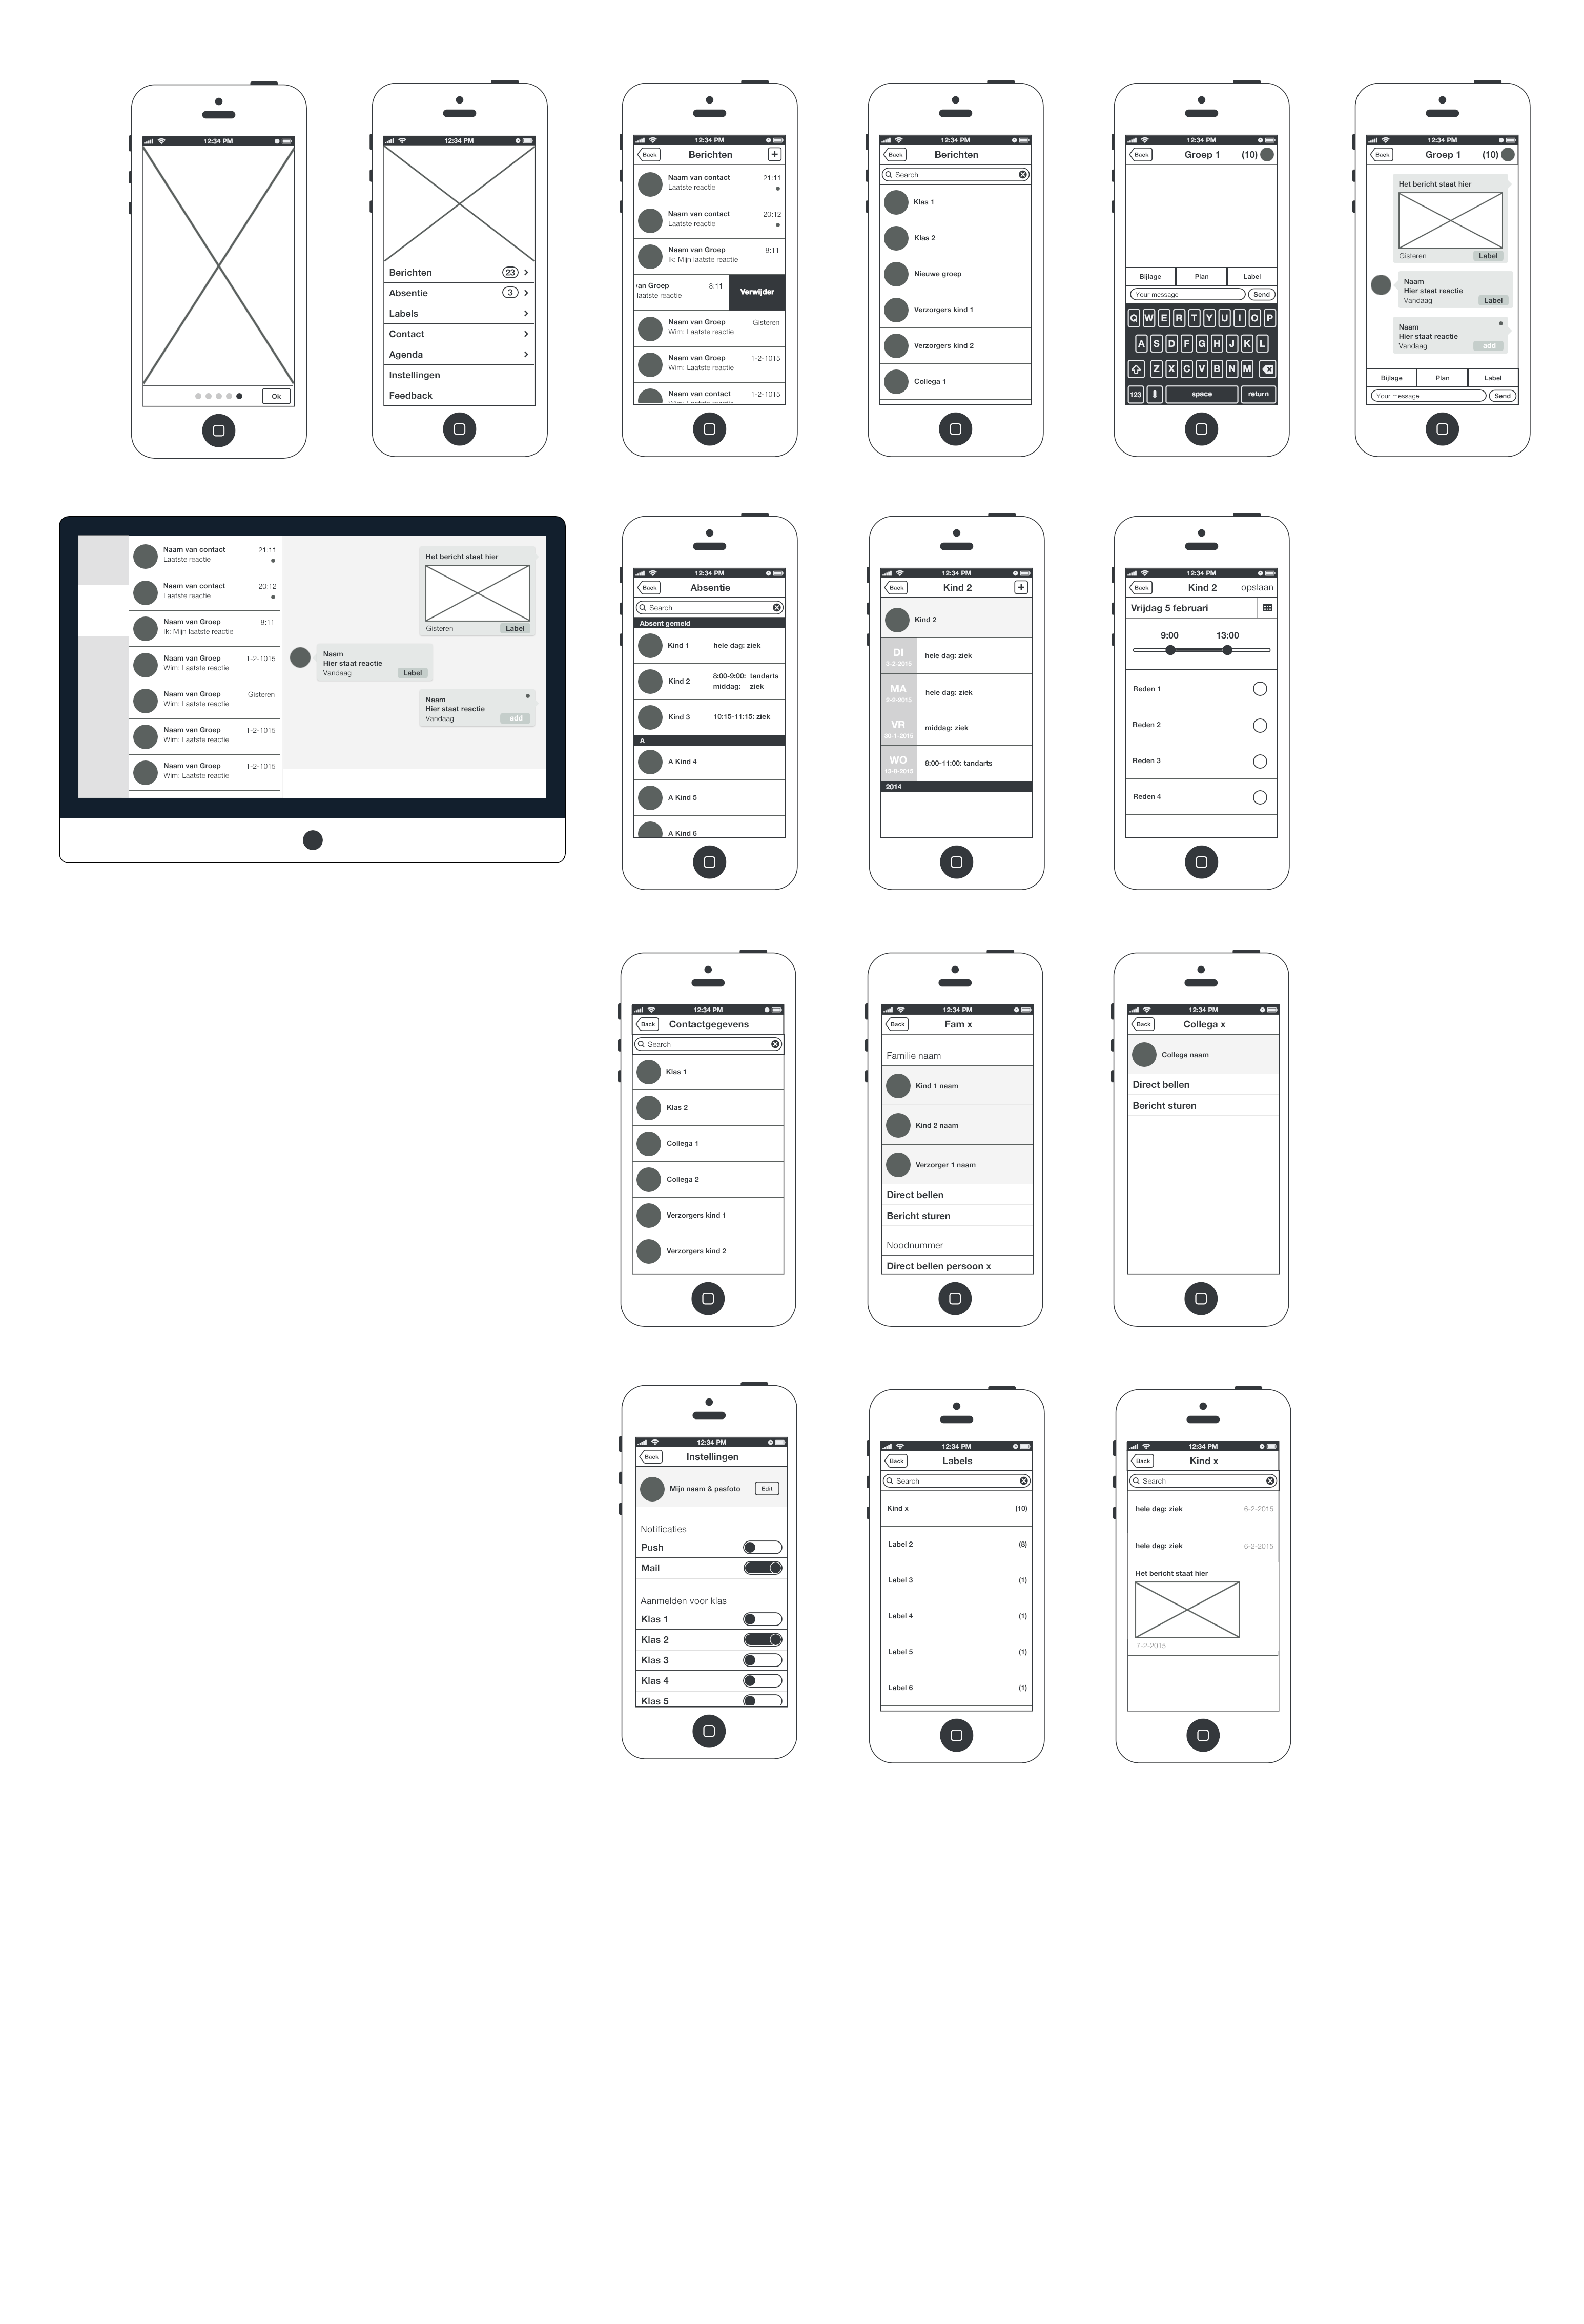 12:34 PM
Ok
12:34 PM
Berichten 23
Absentie 3
Labels
Contact
Agenda
Instellingen
Feedback
12:34 PM
Back Berichten +
Naam van contact 21:11
Laatste reactie
Naam van contact 20:12
Laatste reactie
Naam van Groep 8:11
Ik: Mijn laatste reactie
van Groep 8:11 Verwijder
laatste reactie
Naam van Groep Gisteren
Wim: Laatste reactie
Naam van Groep 1-2-1015
Wim: Laatste reactie
Naam van contact 1-2-1015
Wim: Laatste reactie
12:34 PM
Back Berichten
Search
Klas 1
Klas 2
Nieuwe groep
Verzorgers kind 1
Verzorgers kind 2
Collega 1
12:34 PM
Back Groep 1 (10)
Bijlage Plan Label
Your message Send
Q W E R T Y U I O P
A S D F G H J K L
Z X C V B N M
123 space return
12:34 PM
Back Groep 1 (10)
Het bericht staat hier
Gisteren Label
Naam
Hier staat reactie
Vandaag Label
Naam
Hier staat reactie
Vandaag add
Bijlage Plan Label
Your message Send
Naam van contact 21:11
Laatste reactie
Naam van contact 20:12
Laatste reactie
Naam van Groep 8:11
Ik: Mijn laatste reactie
Naam van Groep 1-2-1015
Wim: Laatste reactie
Naam van Groep Gisteren
Wim: Laatste reactie
Naam van Groep 1-2-1015
Wim: Laatste reactie
Naam van Groep 1-2-1015
Wim: Laatste reactie
Het bericht staat hier
Gisteren Label
Naam
Hier staat reactie
Vandaag Label
Naam
Hier staat reactie
Vandaag add
12:34 PM
Back Absentie
Search
Absent gemeld
Kind 1 hele dag: ziek
Kind 2 8:00-9:00: tandarts
middag: ziek
Kind 3 10:15-11:15: ziek
A
A Kind 4
A Kind 5
A Kind 6
12:34 PM
Back Kind 2 +
Kind 2
DI hele dag: ziek
3-2-2015
MA hele dag: ziek
2-2-2015
VR middag: ziek
30-1-2015
WO 8:00-11:00: tandarts
2014
12:34 PM
Back Kind 2 opslaan
Vrijdag 5 februari
9:00 13:00
Reden 1
Reden 2
Reden 3
Reden 4
12:34 PM
Back Contactgegevens
Search
Klas 1
Klas 2
Collega 1
Collega 2
Verzorgers kind 1
Verzorgers kind 2
12:34 PM
Back Fam x
Familie naam
Kind 1 naam
Kind 2 naam
Verzorger 1 naam
Direct bellen
Bericht sturen
Noodnummer
Direct bellen persoon x
12:34 PM
Back Collega x
Collega naam
Direct bellen
Bericht sturen
12:34 PM
Back Instellingen
Mijn naam & pasfoto Edit
Notificaties
Push
Mail
Aanmelden voor klas
Klas 1
Klas 2
Klas 3
Klas 4
Klas 5
12:34 PM
Back Labels
Search
Kind x (10)
Label 2 (8)
Label 3 (1)
Label 4 (1)
Label 5 (1)
Label 6 (1)
12:34 PM
Back Kind x
Search
hele dag: ziek 6-2-2015
hele dag: ziek 6-2-2015
Het bericht staat hier
7-2-2015